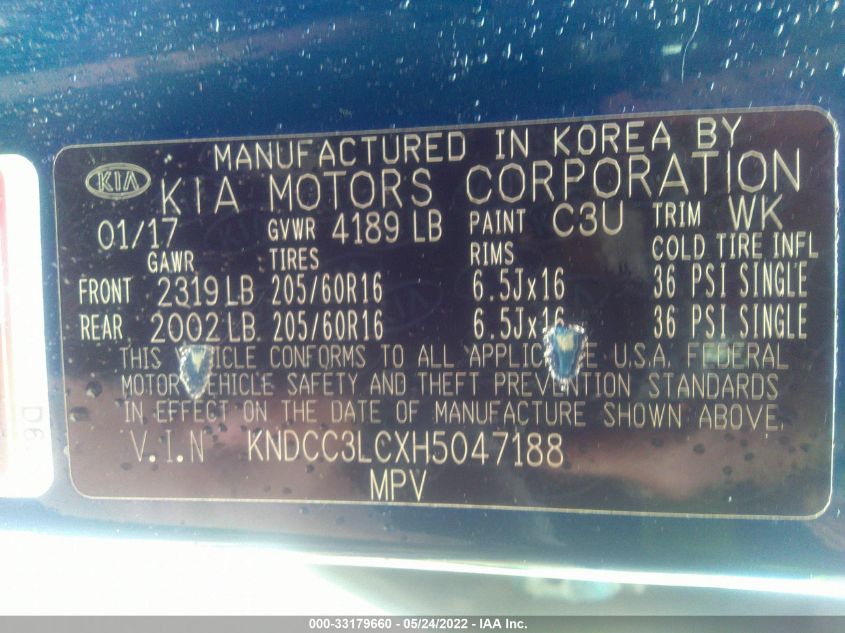 MANUFACTURED IN KOREA BY
KIA KIA MOTORS CORPORATION
01/17 GVWR 4189 LB PAINT C3U TRIM WK
GAWR TIRES RIMS COLD TIRE INFL
FRONT 2319 LB 205/60R16 6.5Jx16 36 PSI SINGLE
REAR 2002 LB 205/60R16 6.5Jx16 36 PSI SINGLE
THIS VEHICLE CONFORMS TO ALL APPLICABLE U.S.A. FEDERAL
MOTOR VEHICLE SAFETY AND THEFT PREVENTION STANDARDS
IN EFFECT ON THE DATE OF MANUFACTURE SHOWN ABOVE.
V.I.N KNDCC3LCXH5047188
MPV
D6
000-33179660 - 05/24/2022 - IAA Inc.